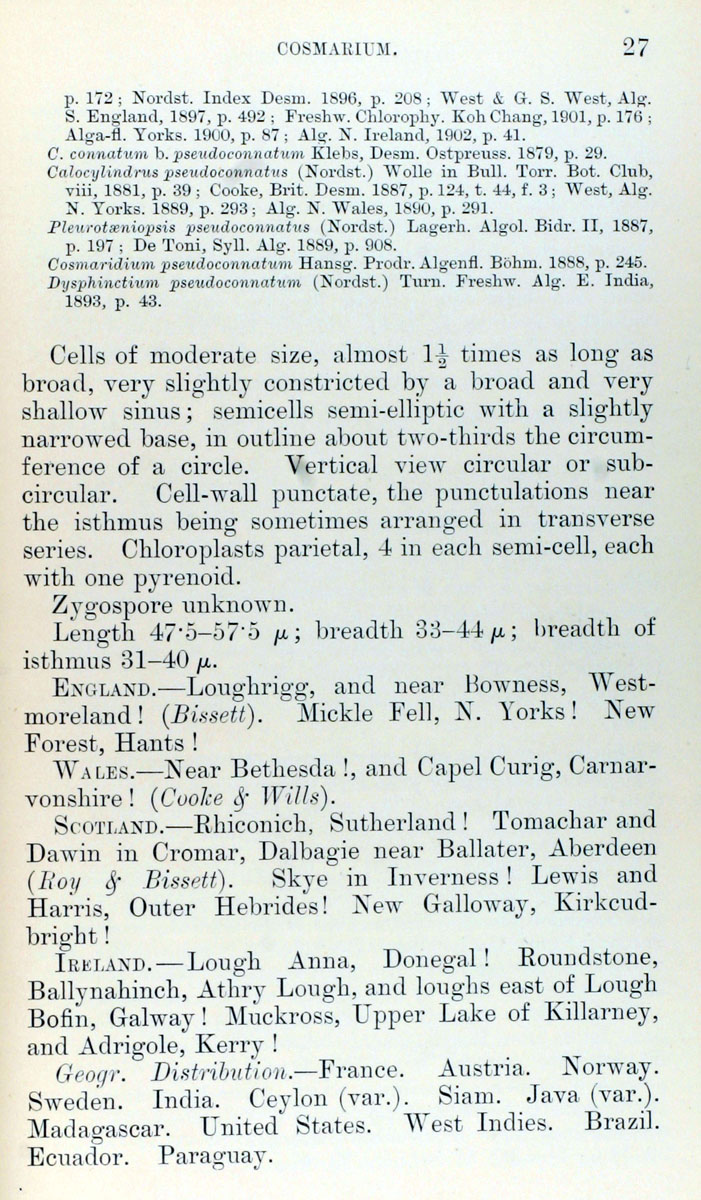 COSMARIUM. 27
p. 172; Nordst. Index Desm. 1896, p. 208; West & G. S. West, Alg.
S. England, 1897, p. 492; Freshw. Chlorophy. Koh Chang, 1901, p. 176;
Alga-fl. Yorks. 1900, p. 87; Alg. N. Ireland, 1902, p. 41.
C. connatum b. pseudoconnatum Klebs, Desm. Ostpreuss. 1879, p. 29.
Calocylindrus pseudoconnatus (Nordst.) Wolle in Bull. Torr. Bot. Club,
viii, 1881, p. 39; Cooke, Brit. Desm. 1887, p. 124, t. 44, f. 3; West, Alg.
N. Yorks. 1889, p. 293; Alg. N. Wales, 1890, p. 291.
Pleurotæniopsis pseudoconnatus (Nordst.) Lagerh. Algol. Bidr. II, 1887,
p. 197; De Toni, Syll. Alg. 1889, p. 908.
Cosmaridium pseudoconnatum Hansg. Prodr. Algenfl. Böhm. 1888, p. 245.
Dysphinctium pseudoconnatum (Nordst.) Turn. Freshw. Alg. E. India,
1893, p. 43.
Cells of moderate size, almost 1½ times as long as
broad, very slightly constricted by a broad and very
shallow sinus; semicells semi-elliptic with a slightly
narrowed base, in outline about two-thirds the circum-
ference of a circle. Vertical view circular or sub-
circular. Cell-wall punctate, the punctulations near
the isthmus being sometimes arranged in transverse
series. Chloroplasts parietal, 4 in each semi-cell, each
with one pyrenoid.
Zygospore unknown.
Length 47·5–57·5 μ; breadth 33–44 μ; breadth of
isthmus 31–40 μ.
ENGLAND.—Loughrigg, and near Bowness, West-
moreland! (Bissett). Mickle Fell, N. Yorks! New
Forest, Hants!
WALES.—Near Bethesda!, and Capel Curig, Carnar-
vonshire! (Cooke & Wills).
SCOTLAND.—Rhiconich, Sutherland! Tomachar and
Dawin in Cromar, Dalbagie near Ballater, Aberdeen
(Roy & Bissett). Skye in Inverness! Lewis and
Harris, Outer Hebrides! New Galloway, Kirkcud-
bright!
IRELAND.—Lough Anna, Donegal! Roundstone,
Ballynahinch, Athry Lough, and loughs east of Lough
Bofin, Galway! Muckross, Upper Lake of Killarney,
and Adrigole, Kerry!
Geogr. Distribution.—France. Austria. Norway.
Sweden. India. Ceylon (var.). Siam. Java (var.).
Madagascar. United States. West Indies. Brazil.
Ecuador. Paraguay.